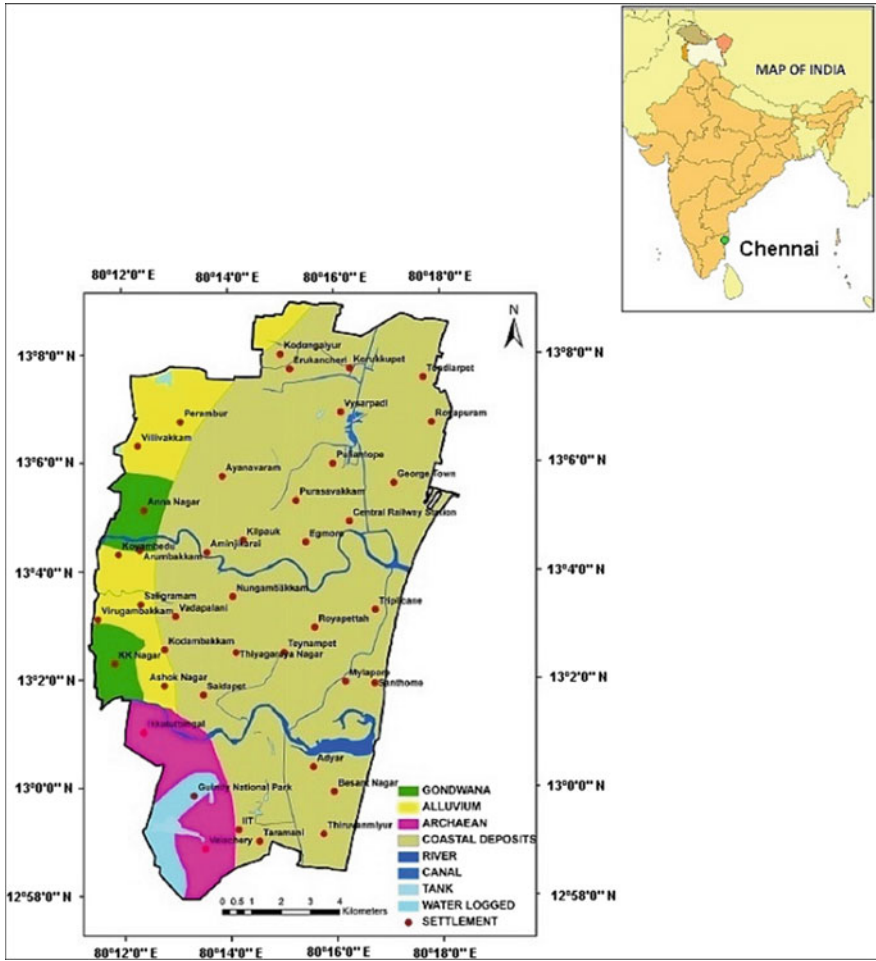 MAP OF INDIA
Chennai
80°12'0" E 80°14'0" E 80°16'0" E 80°18'0" E
N
13°8'0" N 13°8'0" N
Kodungaiyur
Erukancheri Korukkupet
Tondiarpet
Vysarpadi
Royapuram
Perambur
Villivakkam
13°6'0" N 13°6'0" N
Pulianlope
Ayanavaram
George Town
Purasavakkam
Anna Nagar
Central Railway Station
Kilpauk Egmore
Koyambedu Aminjikarai
Arumbakkam
13°4'0" N 13°4'0" N
Nungambakkam
Saligramam
Triplicane
Virugambakkam Vadapalani
Royapettah
Kodambakkam Teynampet
KK Nagar Thiyagaraya Nagar
13°2'0" N 13°2'0" N
Ashok Nagar Saidapet Mylapore
Santhome
Adyar
13°0'0" N 13°0'0" N
Guindy National Park Besant Nagar
GONDWANA
ALLUVIUM
IIT Thiruvanmiyur
ARCHAEAN
Velachery Taramani
COASTAL DEPOSITS
RIVER
CANAL
TANK
12°58'0" N 12°58'0" N
WATER LOGGED
0 0.5 1 2 3 4
Kilometers
SETTLEMENT
80°12'0" E 80°14'0" E 80°16'0" E 80°18'0" E